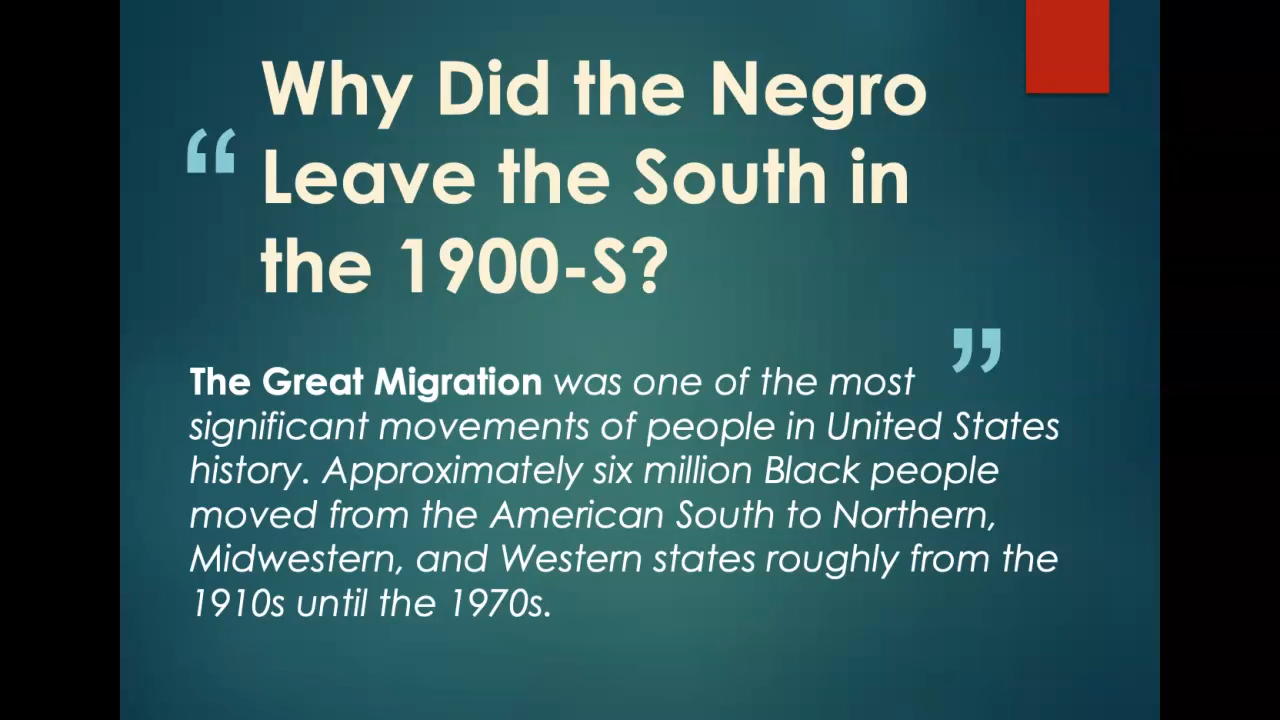 “
Why Did the Negro
Leave the South in
the 1900-S?
”
The Great Migration was one of the most
significant movements of people in United States
history. Approximately six million Black people
moved from the American South to Northern,
Midwestern, and Western states roughly from the
1910s until the 1970s.